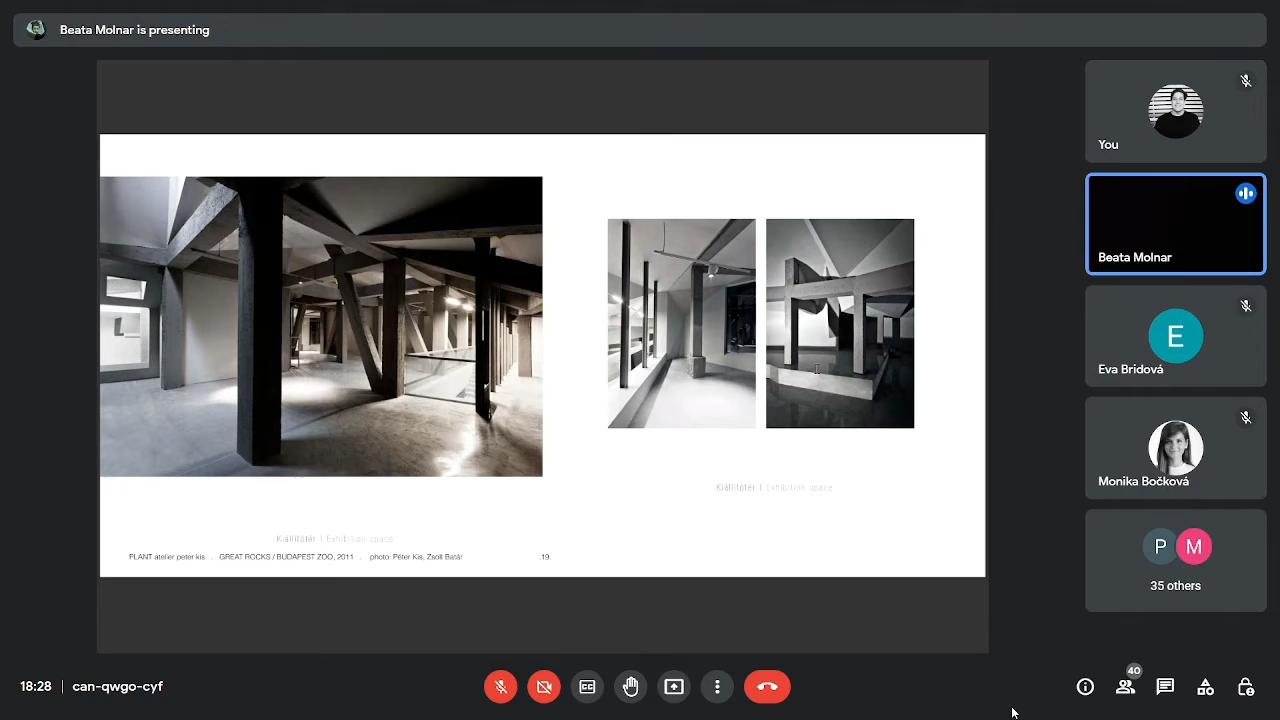 Beata Molnar is presenting
You
Beata Molnar
E
Eva Bridová
Monika Bočková
P M
35 others
Kiállítótér | Exhibition space
Kiállítótér | Exhibition space
PLANT atelier peter kis . GREAT ROCKS / BUDAPEST ZOO, 2011 . photo: Péter Kis, Zsolt Batár .19.
18:28 | can-qwgo-cyf
CC
40